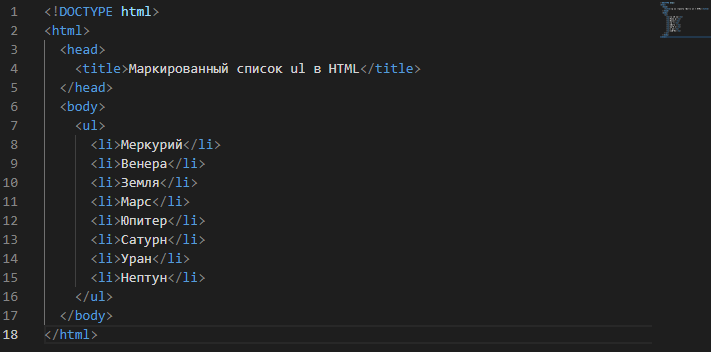 1 <!DOCTYPE html>
2 <html>
3 <head>
4 <title>Маркированный список ul в HTML</title>
5 </head>
6 <body>
7 <ul>
8 <li>Меркурий</li>
9 <li>Венера</li>
10 <li>Земля</li>
11 <li>Марс</li>
12 <li>Юпитер</li>
13 <li>Сатурн</li>
14 <li>Уран</li>
15 <li>Нептун</li>
16 </ul>
17 </body>
18 </html>